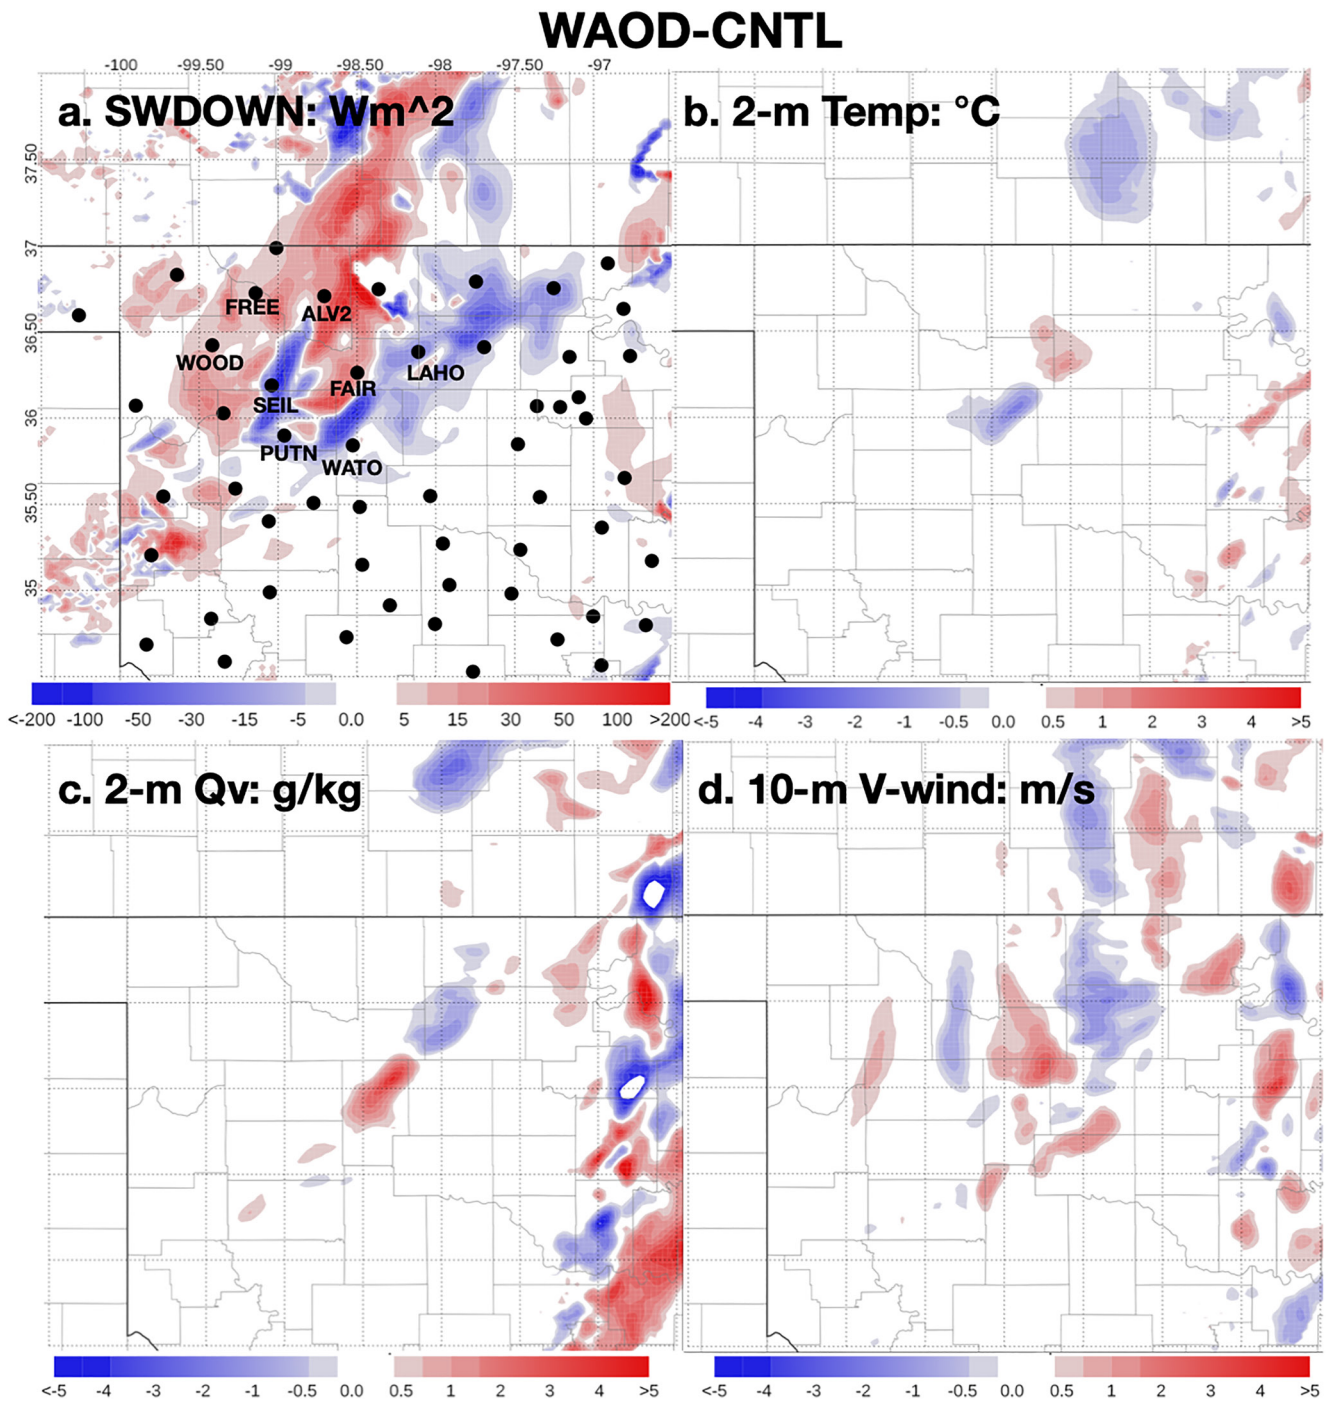 WAOD-CNTL
-100 -99.50 -99 -98.50 -98 -97.50 -97
a. SWDOWN: Wm^2
b. 2-m Temp: °C
37.50
37
FREE
ALV2
36.50
WOOD
LAHO
FAIR
SEIL
36
PUTN
WATO
35.50
35
<-200 -100 -50 -30 -15 -5 0.0 5 15 30 50 100 >200
<-5 -4 -3 -2 -1 -0.5 0.0 0.5 1 2 3 4 >5
c. 2-m Qv: g/kg
d. 10-m V-wind: m/s
<-5 -4 -3 -2 -1 -0.5 0.0 0.5 1 2 3 4 >5
<-5 -4 -3 -2 -1 -0.5 0.0 0.5 1 2 3 4 >5